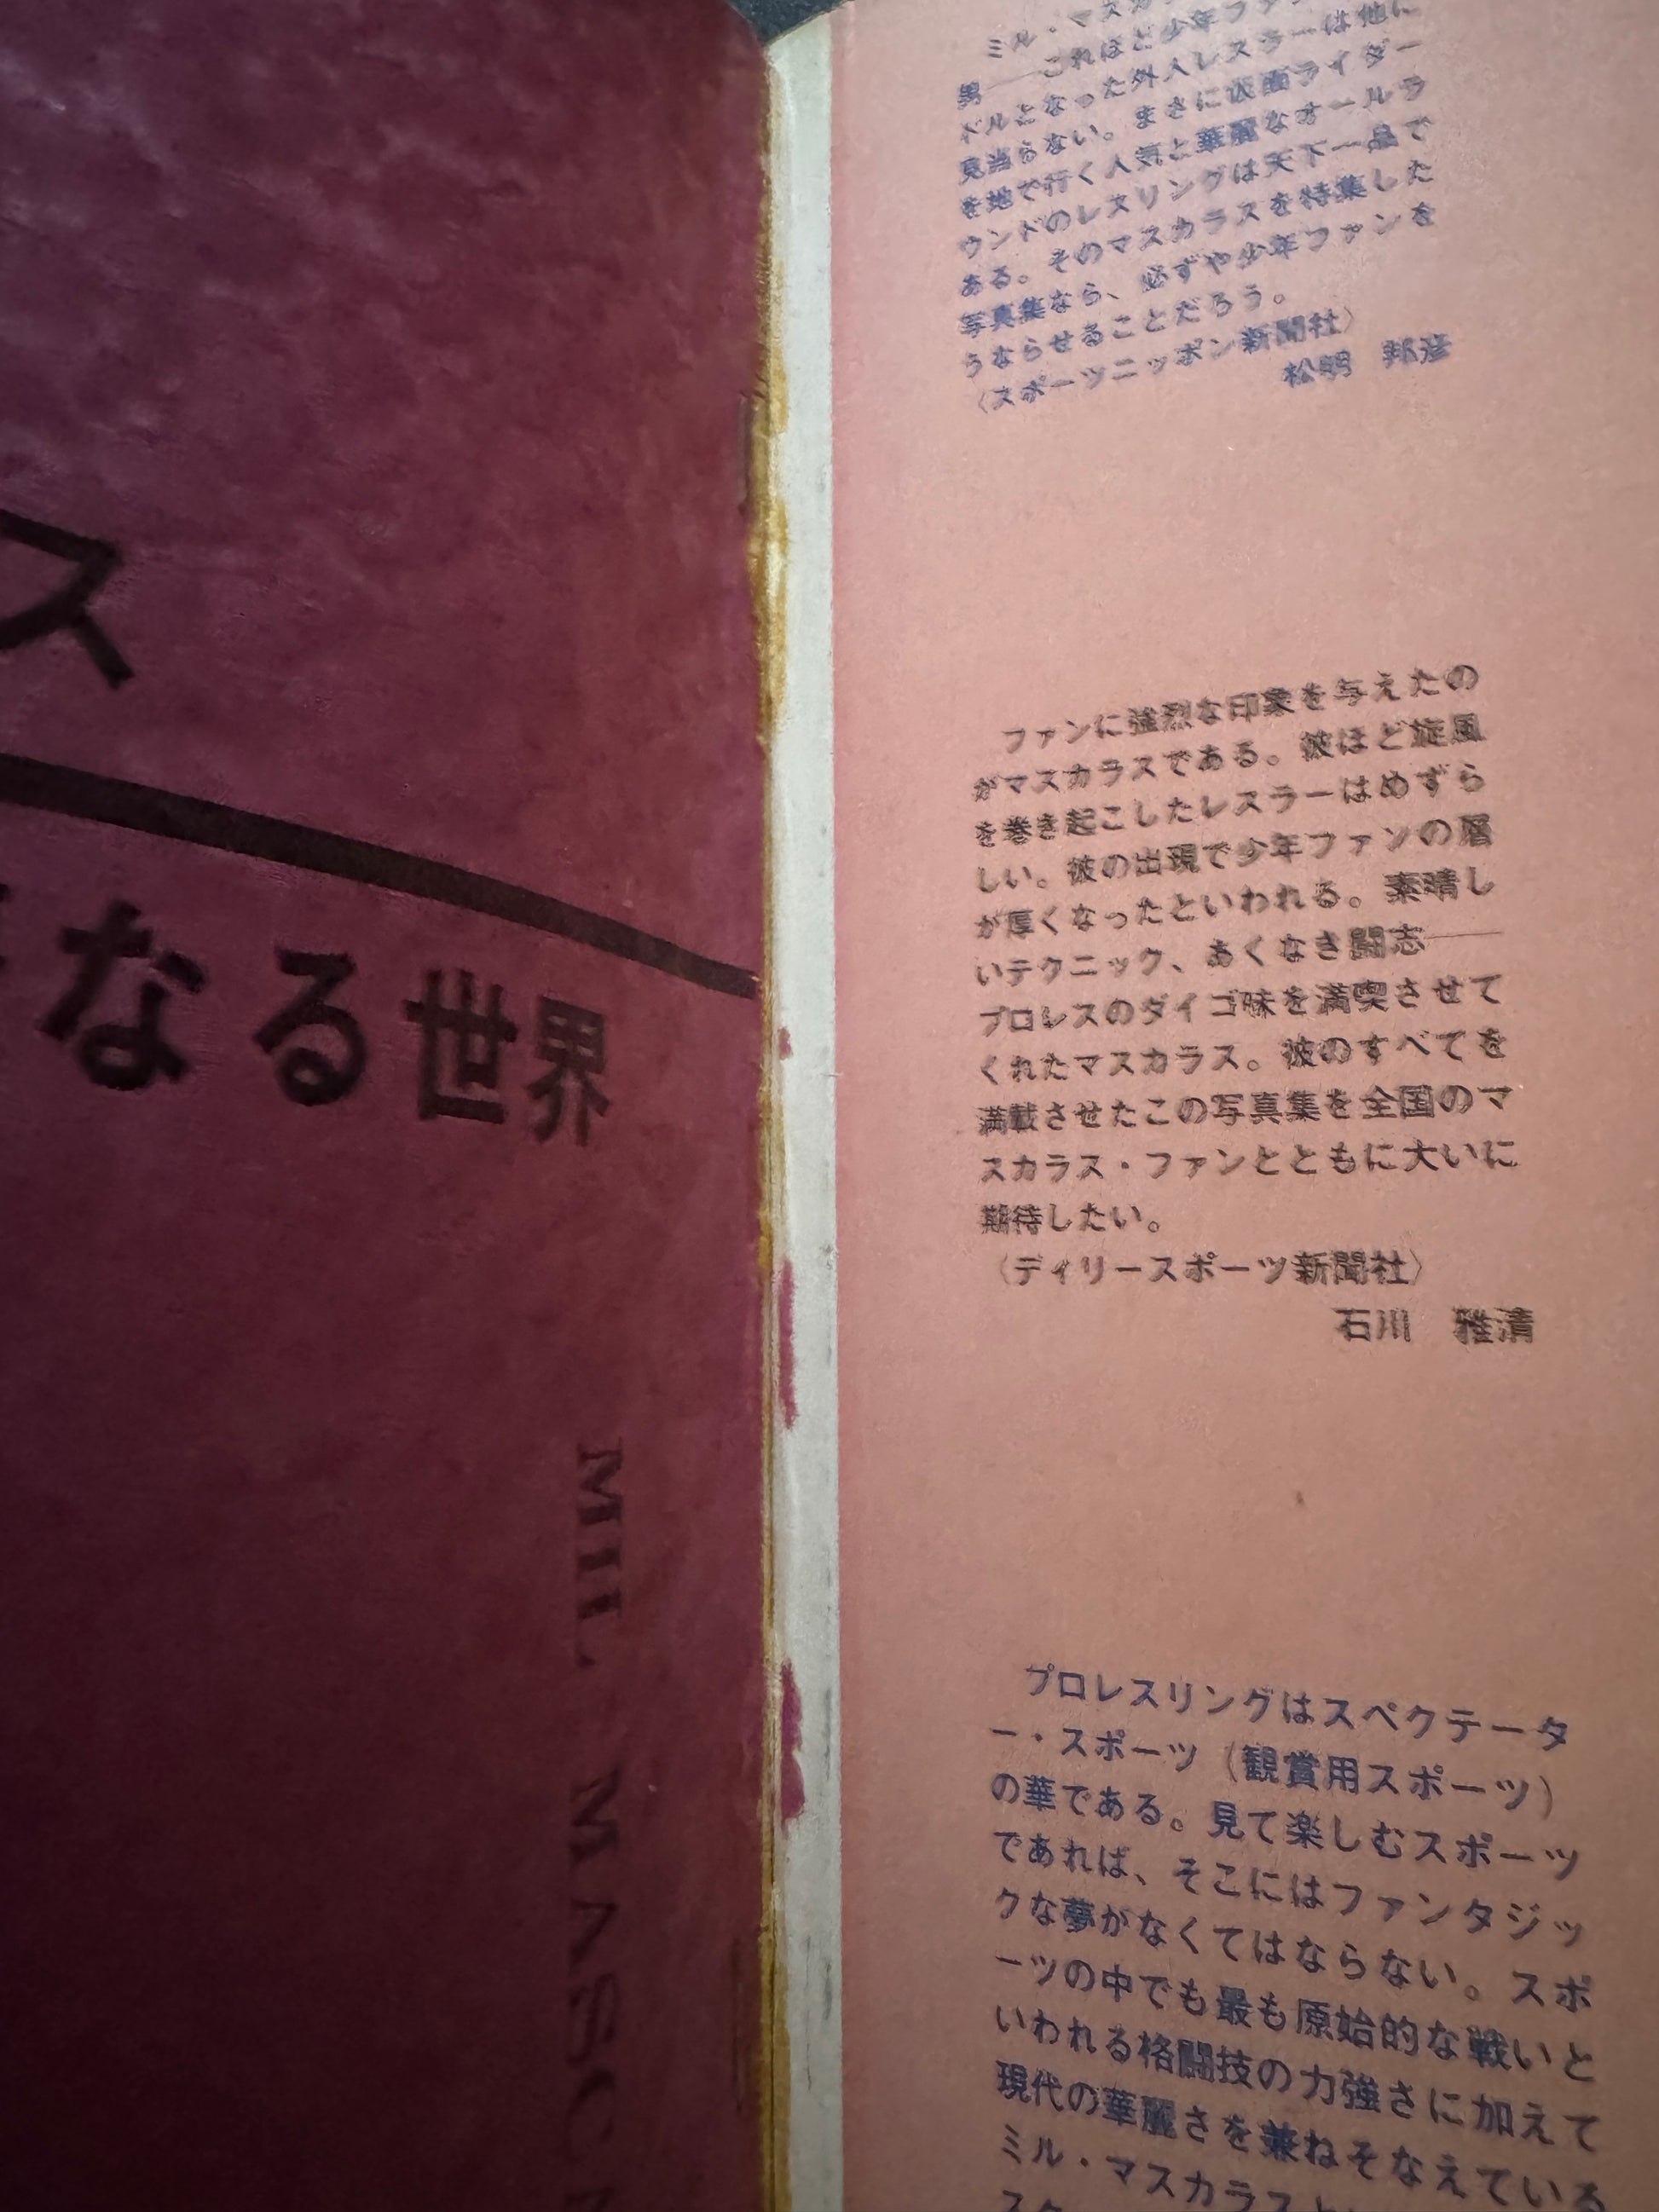 ス
なる世界
MIL MASC
ミル・マスカ
男――これほど少年ファン
ドルとなった外人レスラーは他に
見当らない。まさに仮面ライダー
を地で行く人気と華麗なオールラ
ウンドのレスリングは天下一品で
ある。そのマスカラスを特集した
写真集なら、必ずや少年ファンを
うならせることだろう。
〈スポーツニッポン新聞社〉
松明 邦彦
ファンに強烈な印象を与えたの
がマスカラスである。彼ほど旋風
を巻き起こしたレスラーはめずら
しい。彼の出現で少年ファンの層
が厚くなったといわれる。素晴し
いテクニック、あくなき闘志――
プロレスのダイゴ味を満喫させて
くれたマスカラス。彼のすべてを
満載させたこの写真集を全国のマ
スカラス・ファンとともに大いに
期待したい。
〈デイリースポーツ新聞社〉
石川 雅清
プロレスリングはスペクテータ
ー・スポーツ（観賞用スポーツ）
の華である。見て楽しむスポーツ
であれば、そこにはファンタジッ
クな夢がなくてはならない。スポ
ーツの中でも最も原始的な戦いと
いわれる格闘技の力強さに加えて
現代の華麗さを兼ねそなえている
ミル・マスカラスと